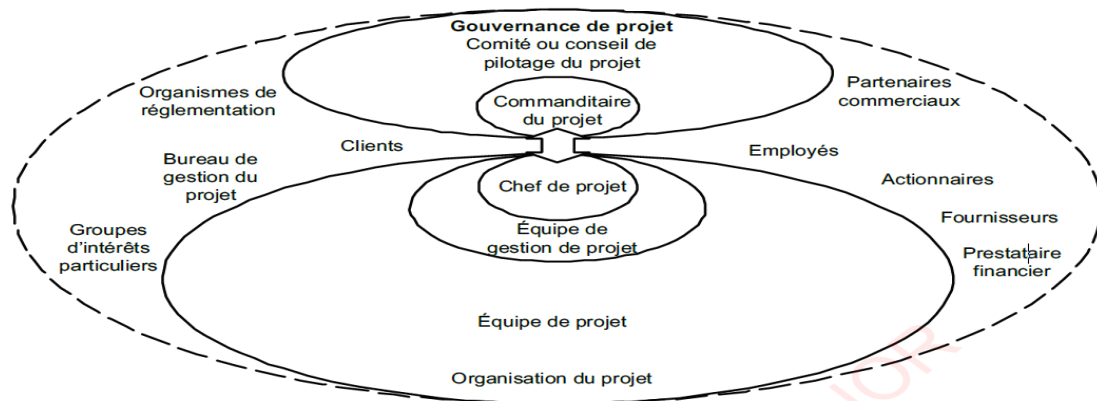 Gouvernance de projet
Comité ou conseil de
pilotage du projet
Organismes de
réglementation
Partenaires
commerciaux
Commanditaire
du projet
Clients
Employés
Bureau de
gestion du
projet
Chef de projet
Actionnaires
Groupes
d'intérêts
particuliers
Équipe de
gestion de projet
Fournisseurs
Prestataire
financier
Équipe de projet
Organisation du projet